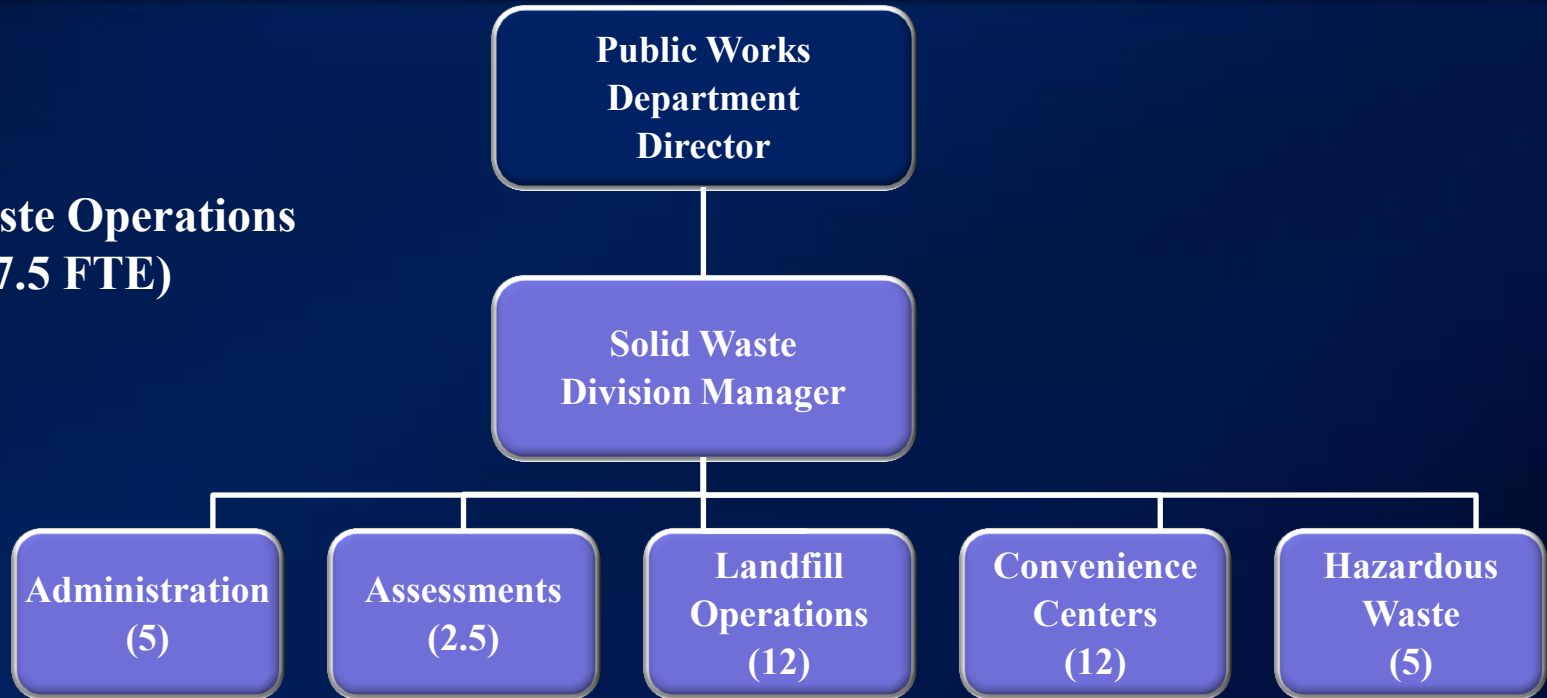 Public Works
Department
Director
ste Operations
7.5 FTE)
Solid Waste
Division Manager
Administration
(5)
Assessments
(2.5)
Landfill
Operations
(12)
Convenience
Centers
(12)
Hazardous
Waste
(5)